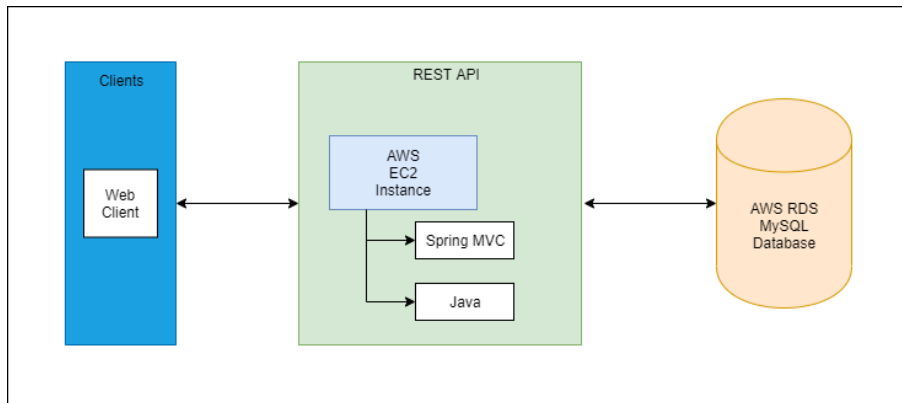 Clients
Web
Client
REST API
AWS
EC2
Instance
Spring MVC
Java
AWS RDS
MySQL
Database